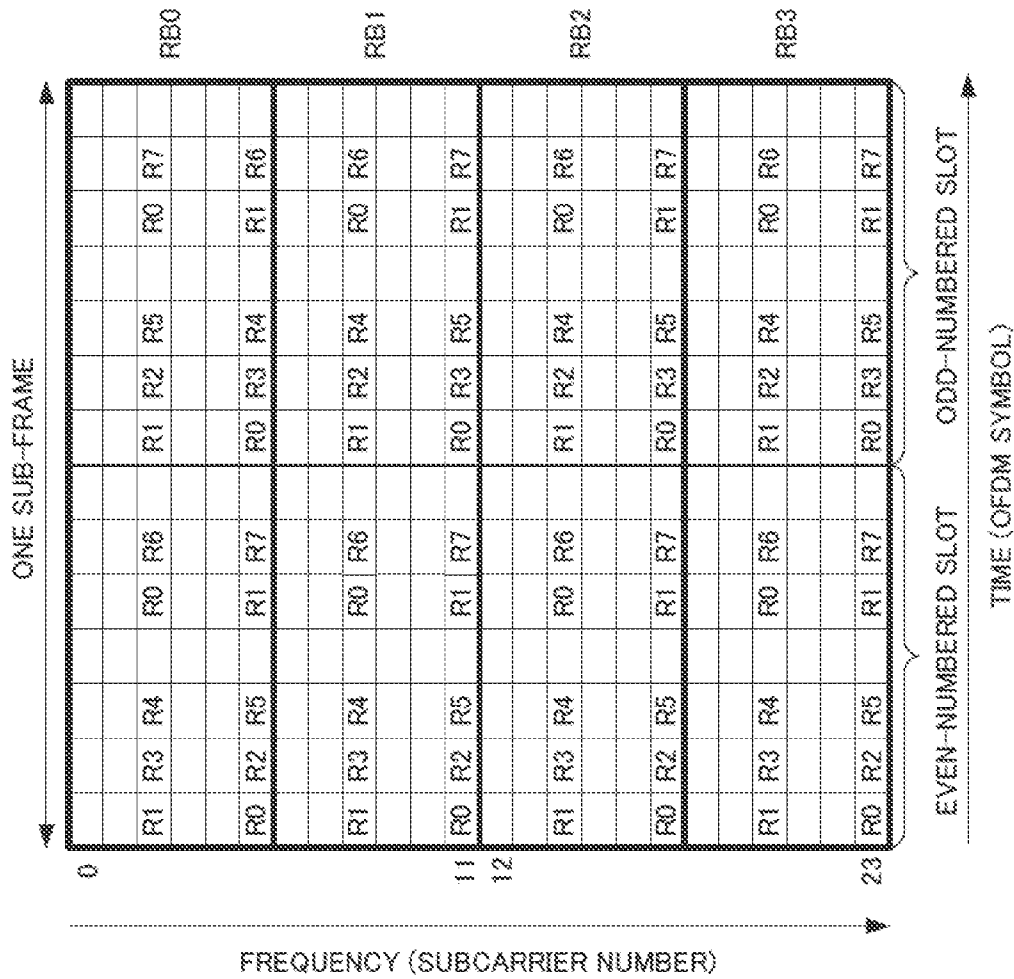 ONE SUB-FRAME
0
RB0
R1 R3 R4 R0 R6 R1 R2 R5 R0 R7
R0 R2 R5 R1 R7 R0 R3 R4 R1 R6
RB1
R1 R3 R4 R0 R6 R1 R2 R4 R0 R6
R0 R2 R5 R1 R7 R0 R3 R5 R1 R7
11
12
RB2
R1 R3 R4 R0 R6 R1 R2 R4 R0 R6
R0 R2 R5 R1 R7 R0 R3 R5 R1 R7
RB3
R1 R3 R4 R0 R6 R1 R2 R4 R0 R6
R0 R2 R5 R1 R7 R0 R3 R5 R1 R7
23
EVEN-NUMBERED SLOT
ODD-NUMBERED SLOT
TIME (OFDM SYMBOL)
FREQUENCY (SUBCARRIER NUMBER)